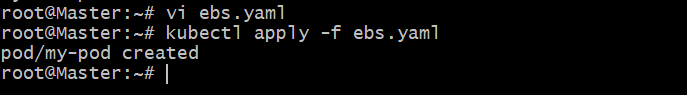 root@Master:~# vi ebs.yaml
root@Master:~# kubectl apply -f ebs.yaml
pod/my-pod created
root@Master:~#